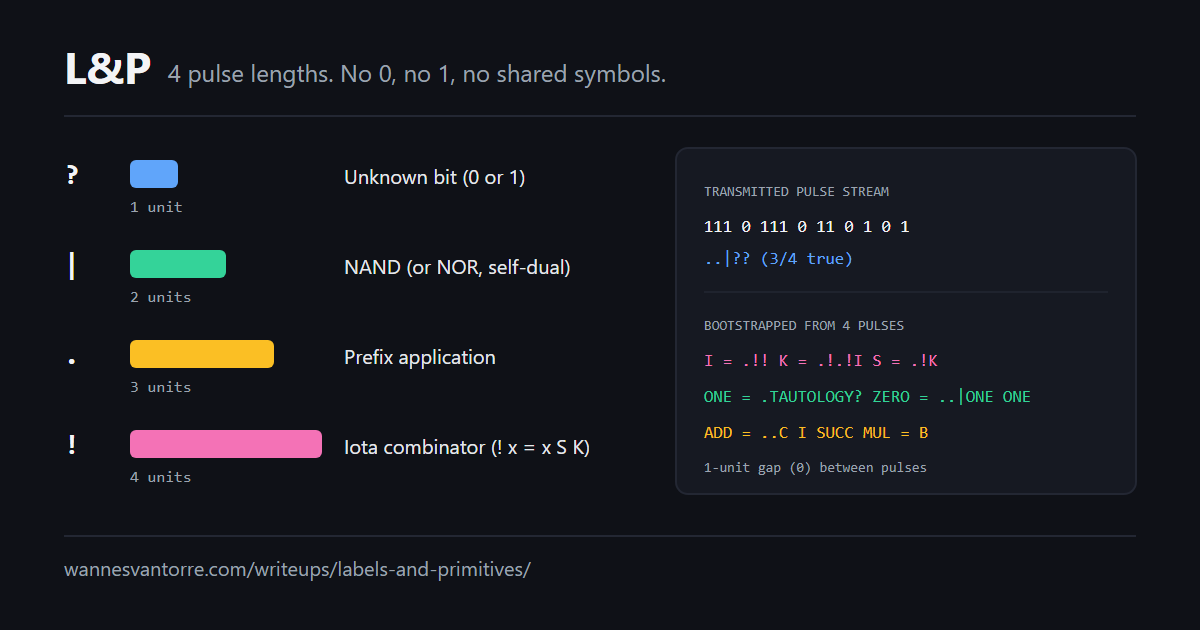 L&P 4 pulse lengths. No 0, no 1, no shared symbols.
? Unknown bit (0 or 1)
1 unit
| NAND (or NOR, self-dual)
2 units
. Prefix application
3 units
! Iota combinator (! x = x S K)
4 units
TRANSMITTED PULSE STREAM
111 0 111 0 11 0 1 0 1
..|?? (3/4 true)
BOOTSTRAPPED FROM 4 PULSES
I = .!! K = .!.!I S = .!K
ONE = .TAUTOLOGY? ZERO = ..|ONE ONE
ADD = ..C I SUCC MUL = B
1-unit gap (0) between pulses
wannesvantorre.com/writeups/labels-and-primitives/